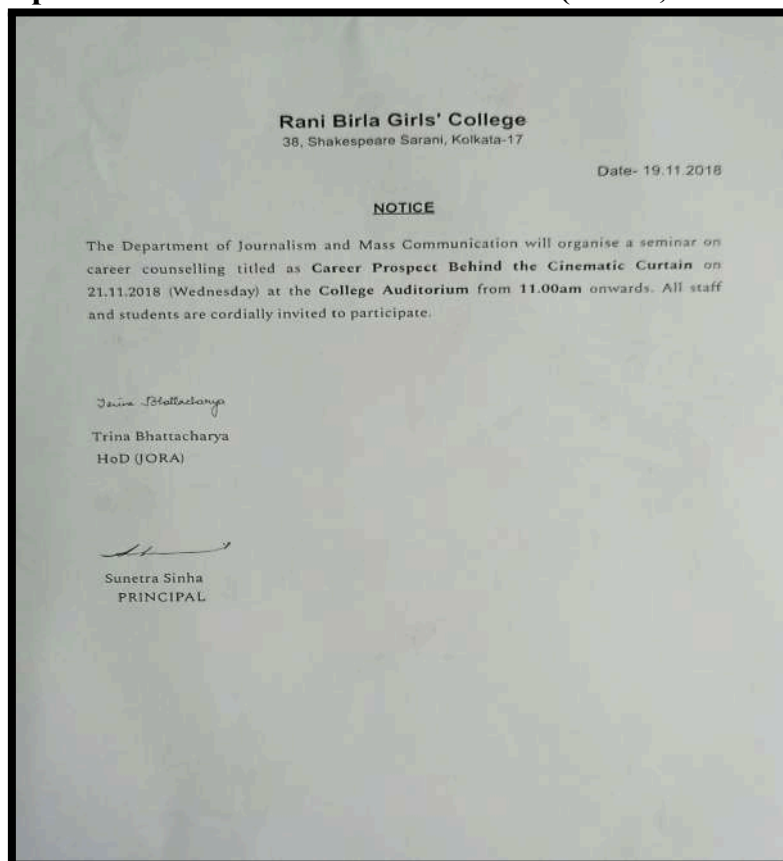 Rani Birla Girls' College
38, Shakespeare Sarani, Kolkata-17
Date- 19.11.2018
NOTICE
The Department of Journalism and Mass Communication will organise a seminar on
career counselling titled as Career Prospect Behind the Cinematic Curtain on
21.11.2018 (Wednesday) at the College Auditorium from 11.00am onwards. All staff
and students are cordially invited to participate.
Trina Bhattacharya
Trina Bhattacharya
HoD (JORA)
Sunetra Sinha
PRINCIPAL